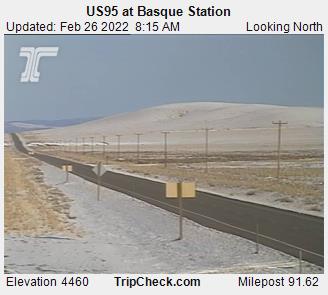 US95 at Basque Station
Updated: Feb 26 2022 8:15 AM Looking North
Elevation 4460 TripCheck.com Milepost 91.62